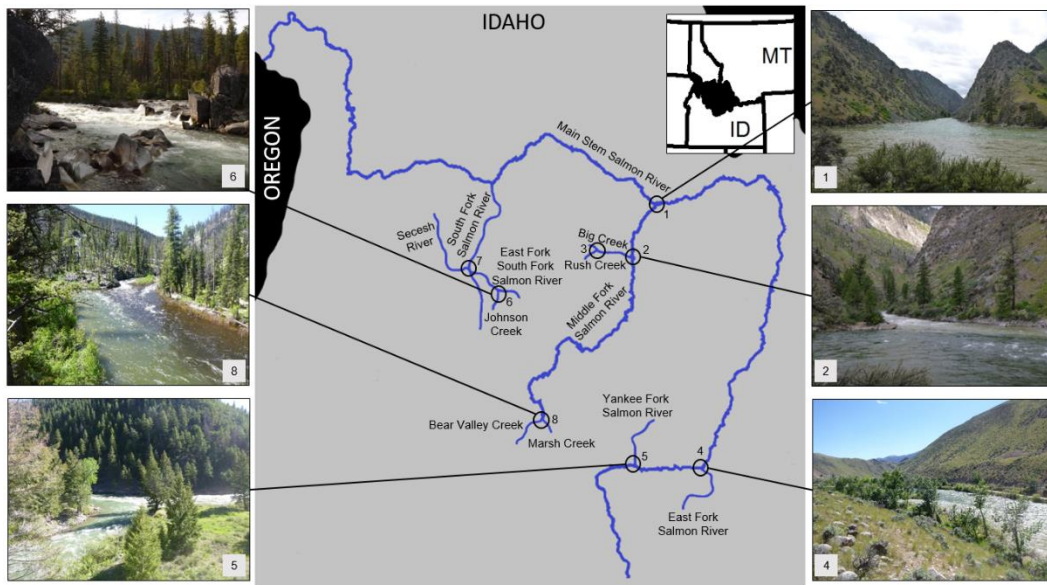 IDAHO
MT
ID
OREGON
Main Stem Salmon River
1
Secesh
River
South Fork
Salmon River
East Fork
South Fork
Salmon River
7
6
Johnson
Creek
Big Creek
3
2
Rush Creek
Middle Fork
Salmon River
Bear Valley Creek
8
Marsh Creek
Yankee Fork
Salmon River
5
4
East Fork
Salmon River
6
8
5
1
2
4